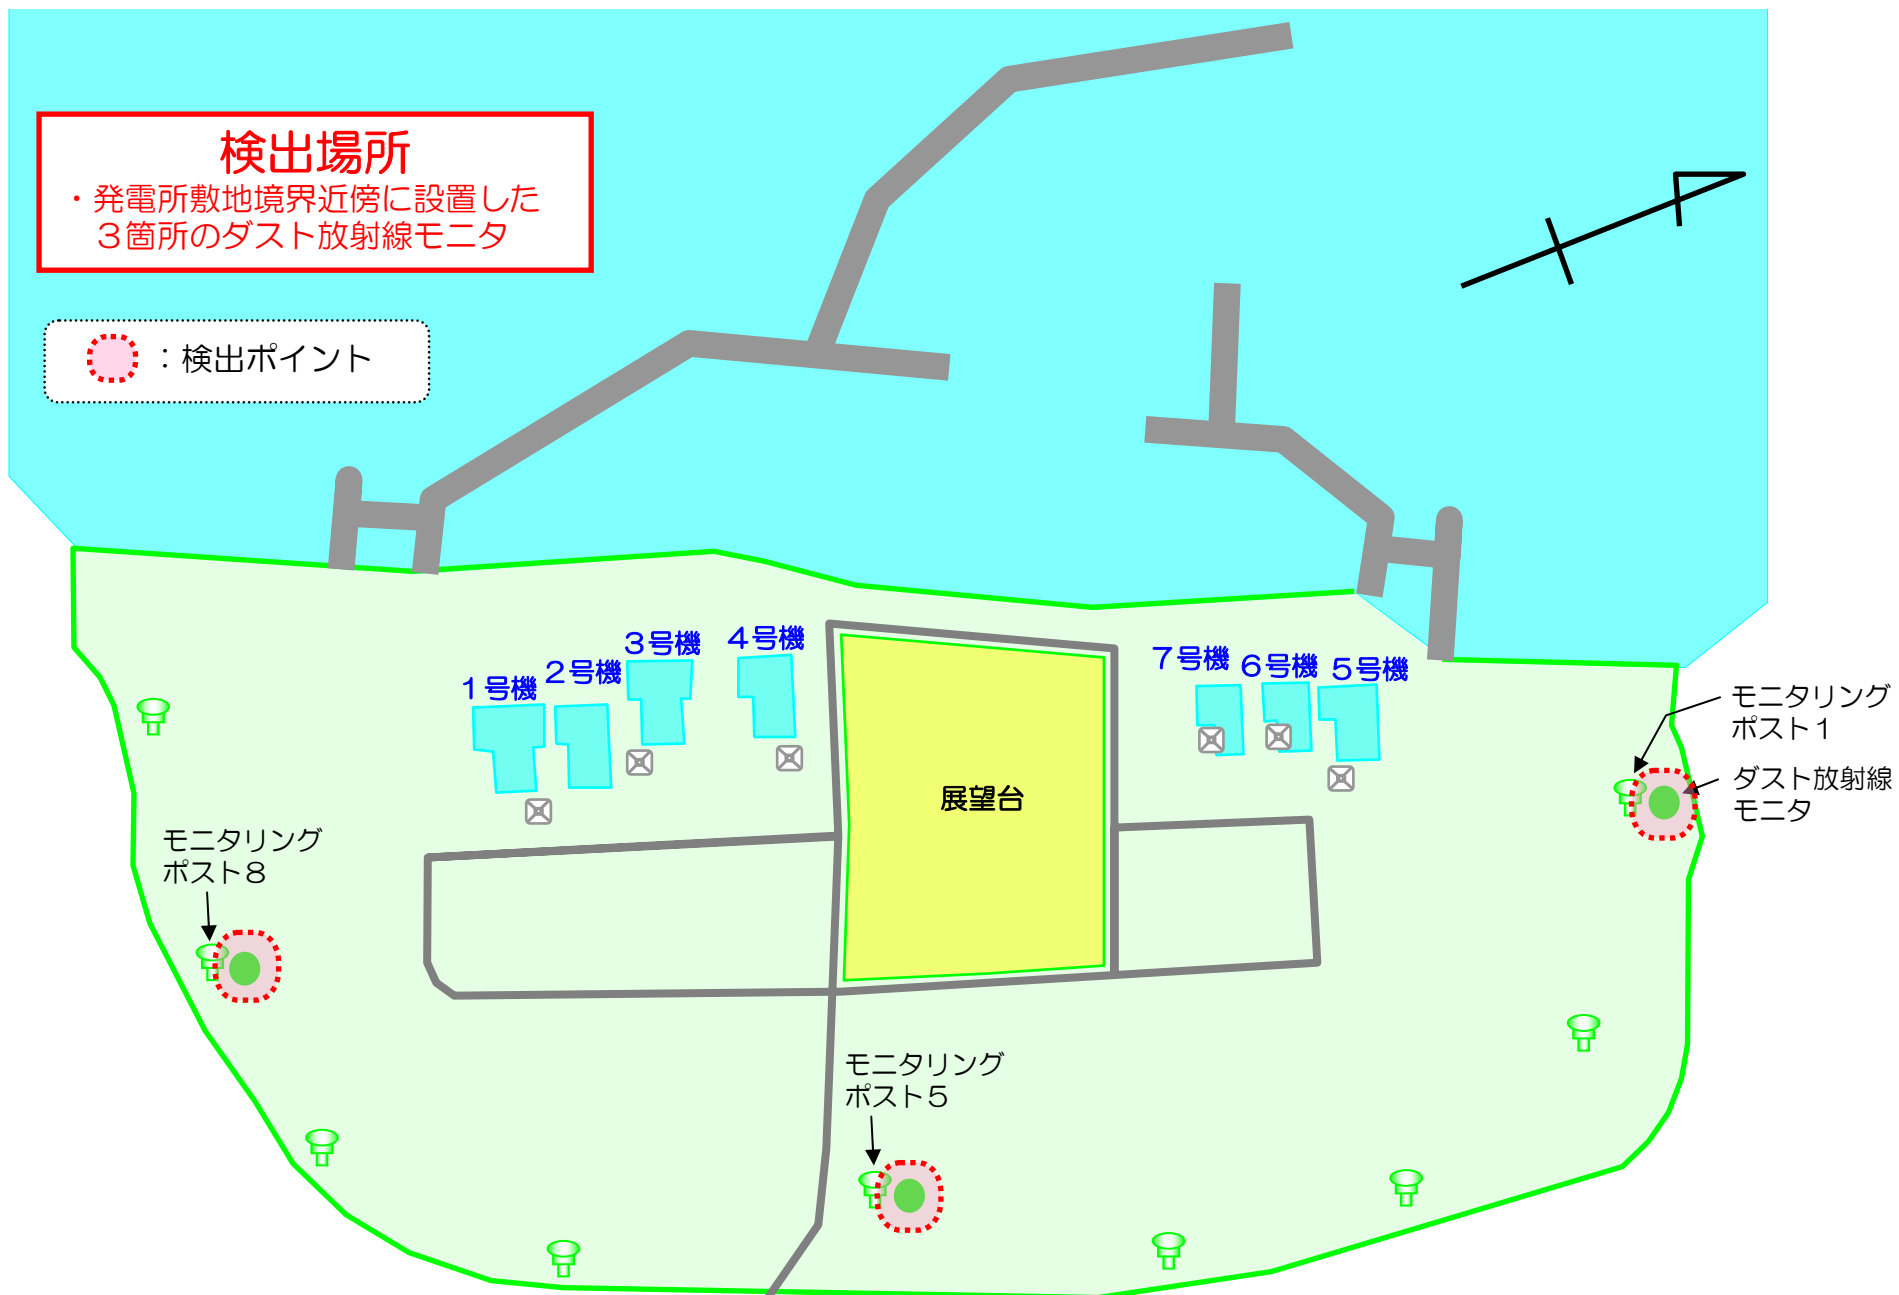 検出場所
・発電所敷地境界近傍に設置した
３箇所のダスト放射線モニタ
：検出ポイント
１号機
２号機
３号機
４号機
７号機
６号機
５号機
展望台
モニタリング
ポスト１
ダスト放射線
モニタ
モニタリング
ポスト８
モニタリング
ポスト５